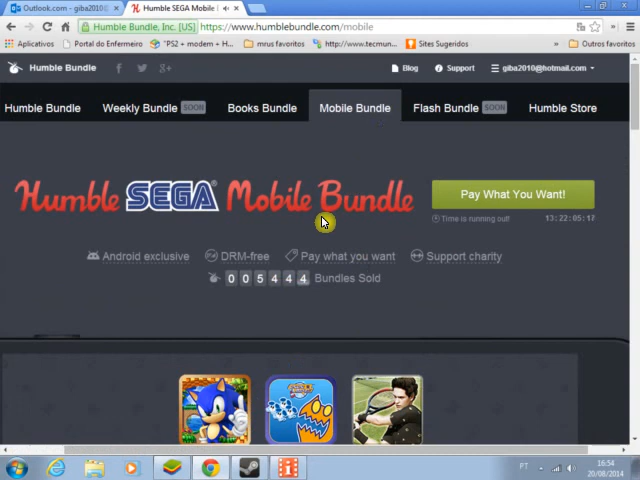 Outlook.com - giba2010@
Humble SEGA Mobile
Humble Bundle, Inc. [US]
https://www.humblebundle.com/mobile
Aplicativos
Portal do Enfermeiro
"PS2 + modem + H...
mrus favoritos
http://www.tecmun...
Sites Sugeridos
Outros favoritos
Humble Bundle
Blog
Support
giba2010@hotmail.com
Humble Bundle
Weekly Bundle SOON
Books Bundle
Mobile Bundle
Flash Bundle SOON
Humble Store
Humble SEGA Mobile Bundle
Pay What You Want!
Time is running out!
13:22:05:17
Android exclusive
DRM-free
Pay what you want
Support charity
005444 Bundles Sold
PT
16:54
20/08/2014